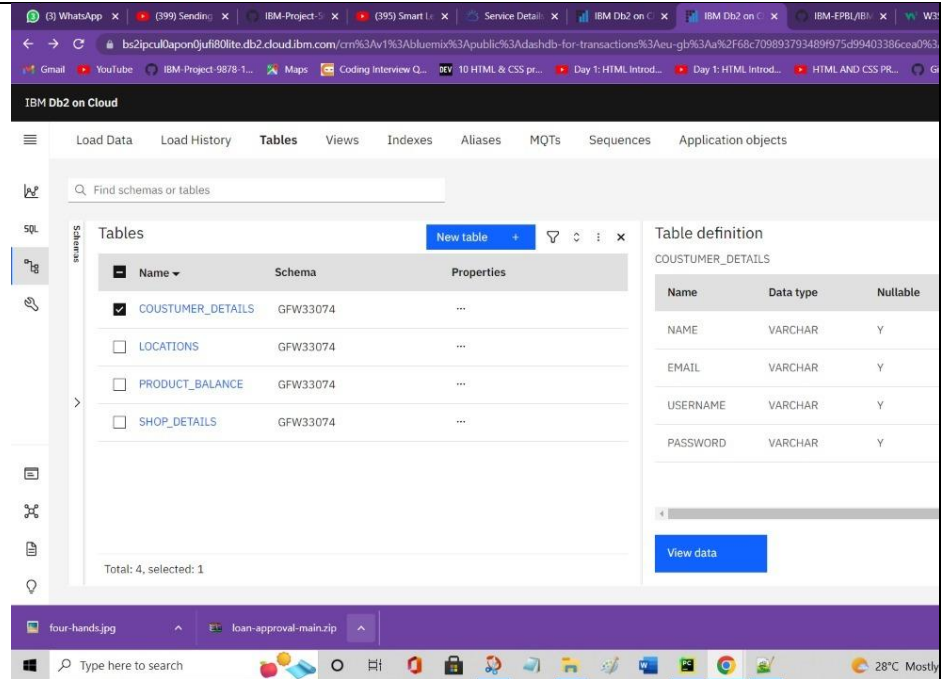 (3) WhatsApp (399) Sending IBM-Project-5 (395) Smart Le Service Details IBM Db2 on C IBM Db2 on C IBM-EPBL/IBM W3S
bs2ipcul0apon0jufi80lite.db2.cloud.ibm.com/crn%3Av1%3Abluemix%3Apublic%3Adashdb-for-transactions%3Aeu-gb%3Aa%2F68c709893793489f975d99403386cea0%3
Gmail YouTube IBM-Project-9878-1... Maps Coding Interview Q... DEV 10 HTML & CSS pr... Day 1: HTML Introd... Day 1: HTML Introd... HTML AND CSS PR... Gi
IBM Db2 on Cloud
Load Data Load History Tables Views Indexes Aliases MQTs Sequences Application objects
Find schemas or tables
SQL
Schemas
Tables
New table +
Name Schema Properties
COUSTUMER_DETAILS GFW33074 ...
LOCATIONS GFW33074 ...
PRODUCT_BALANCE GFW33074 ...
SHOP_DETAILS GFW33074 ...
Total: 4, selected: 1
Table definition
COUSTUMER_DETAILS
Name Data type Nullable
NAME VARCHAR Y
EMAIL VARCHAR Y
USERNAME VARCHAR Y
PASSWORD VARCHAR Y
View data
four-hands.jpg loan-approval-main.zip
Type here to search
28°C Mostly